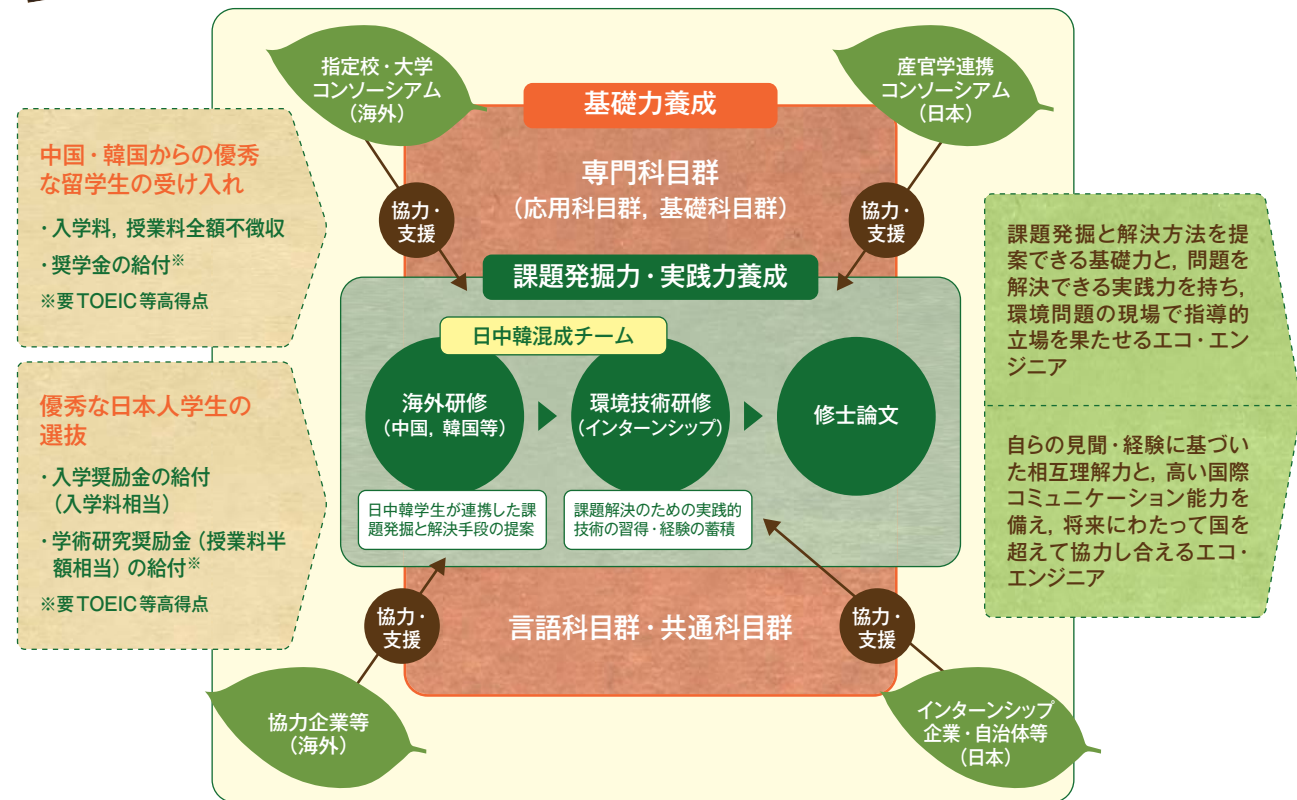 指定校・大学
コンソーシアム
（海外）
産官学連携
コンソーシアム
（日本）
基礎力養成
専門科目群
（応用科目群, 基礎科目群）
協力・
支援
協力・
支援
中国・韓国からの優秀
な留学生の受け入れ
・入学料, 授業料全額不徴収
・奨学金の給付※
※要TOEIC等高得点
優秀な日本人学生の
選抜
・入学奨励金の給付
（入学料相当）
・学術研究奨励金（授業料半
額相当）の給付※
※要TOEIC等高得点
課題発掘力・実践力養成
日中韓混成チーム
海外研修
（中国, 韓国等）
環境技術研修
（インターンシップ）
修士論文
日中韓学生が連携した課
題発掘と解決手段の提案
課題解決のための実践的
技術の習得・経験の蓄積
課題発掘と解決方法を提
案できる基礎力と, 問題を
解決できる実践力を持ち,
環境問題の現場で指導的
立場を果たせるエコ・エン
ジニア
自らの見聞・経験に基づい
た相互理解力と, 高い国際
コミュニケーション能力を
備え, 将来にわたって国を
超えて協力し合えるエコ・
エンジニア
協力・
支援
言語科目群・共通科目群
協力・
支援
協力企業等
（海外）
インターンシップ
企業・自治体等
（日本）